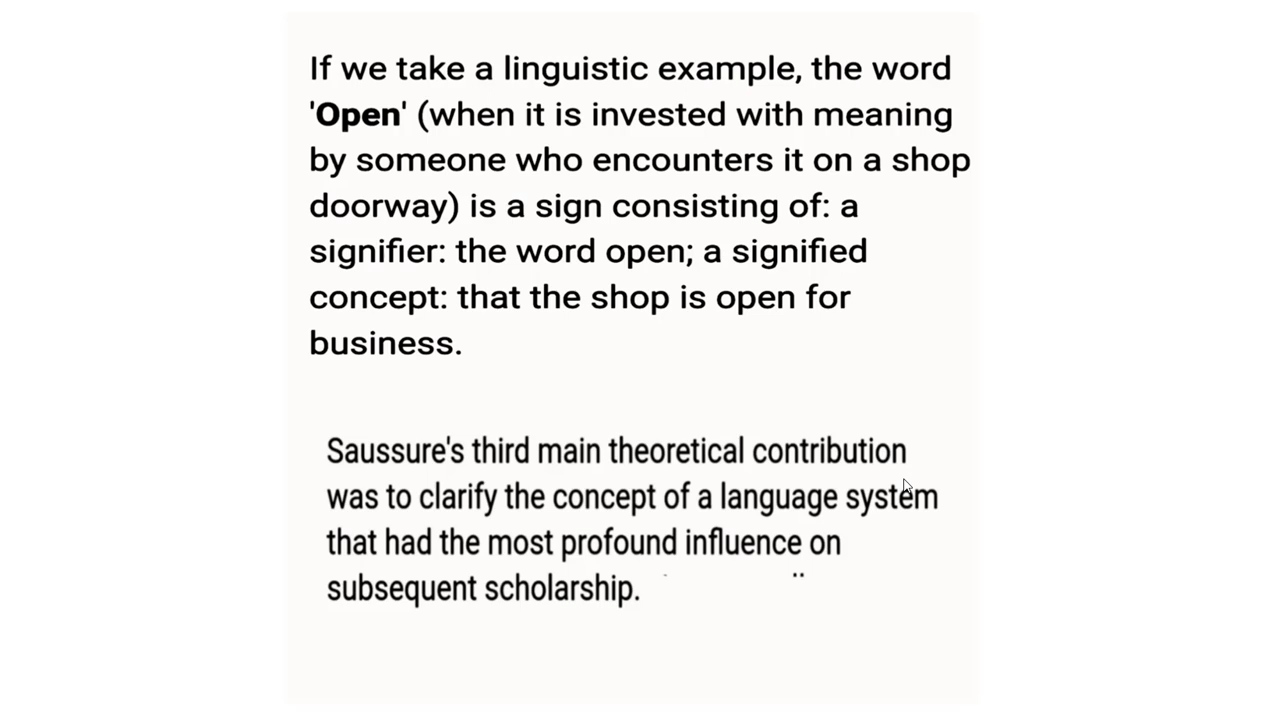 If we take a linguistic example, the word
'Open' (when it is invested with meaning
by someone who encounters it on a shop
doorway) is a sign consisting of: a
signifier: the word open; a signified
concept: that the shop is open for
business.
Saussure's third main theoretical contribution
was to clarify the concept of a language system
that had the most profound influence on
subsequent scholarship.